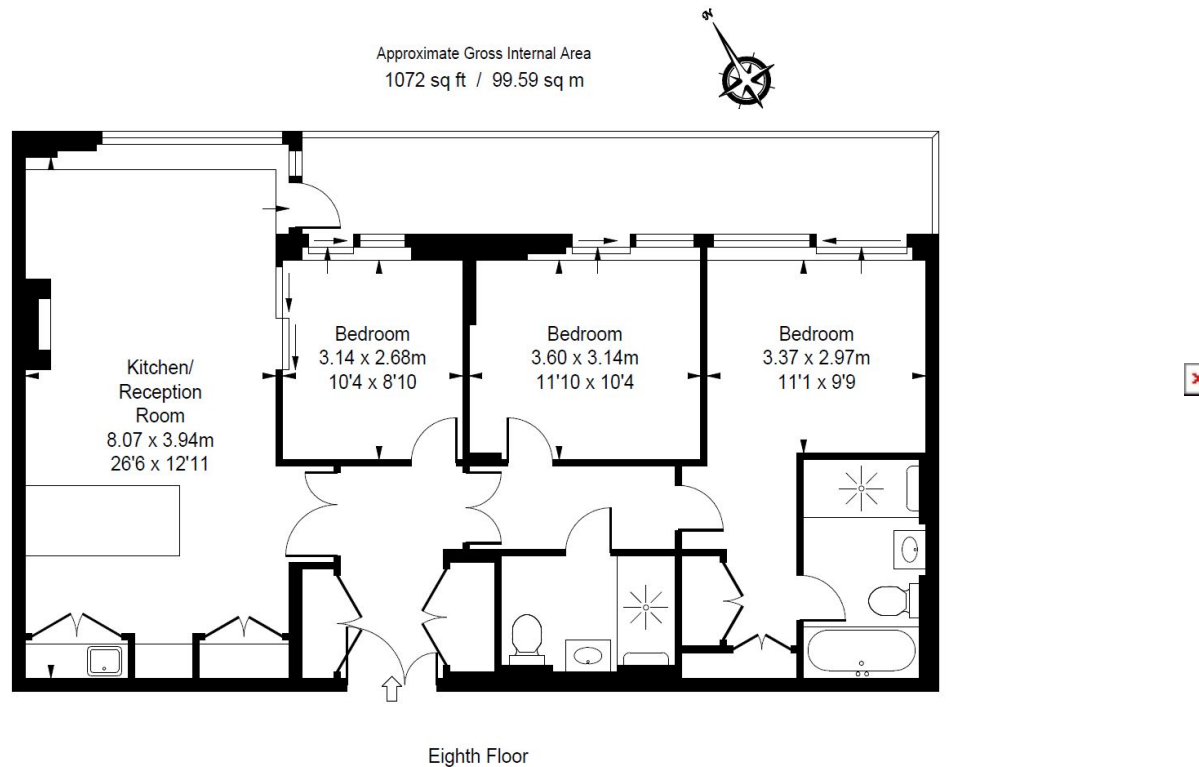 Approximate Gross Internal Area
1072 sq ft / 99.59 sq m
N
Kitchen/
Reception
Room
8.07 x 3.94m
26'6 x 12'11
Bedroom
3.14 x 2.68m
10'4 x 8'10
Bedroom
3.60 x 3.14m
11'10 x 10'4
Bedroom
3.37 x 2.97m
11'1 x 9'9
Eighth Floor